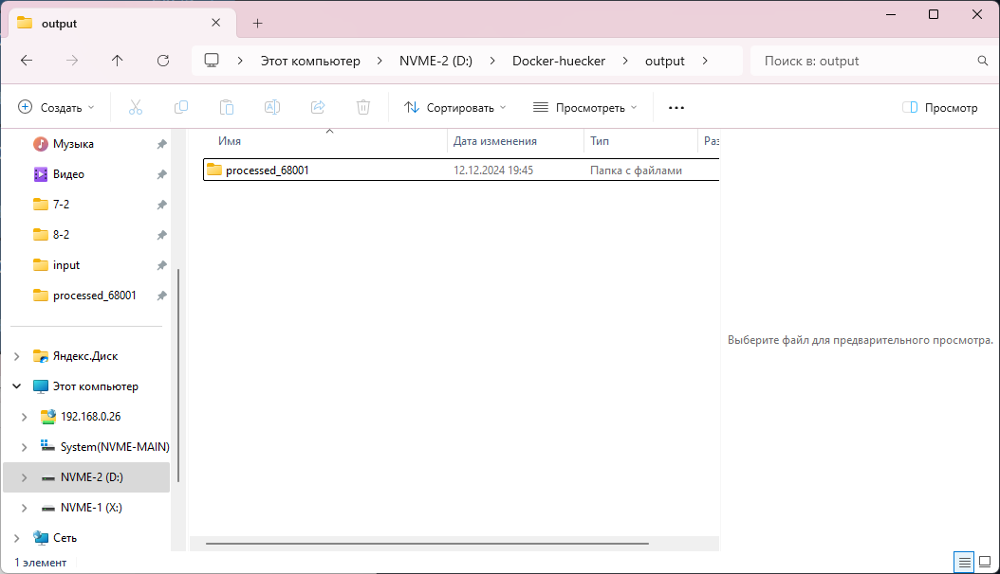 output
Этот компьютер
NVME-2 (D:)
Docker-huecker
output
Поиск в: output
Создать
Сортировать
Просмотреть
Просмотр
Музыка
Видео
7-2
8-2
input
processed_68001
Яндекс.Диск
Этот компьютер
192.168.0.26
System(NVME-MAIN)
NVME-2 (D:)
NVME-1 (X:)
Сеть
Имя
Дата изменения
Тип
Раз
processed_68001
12.12.2024 19:45
Папка с файлами
Выберите файл для предварительного просмотра.
1 элемент